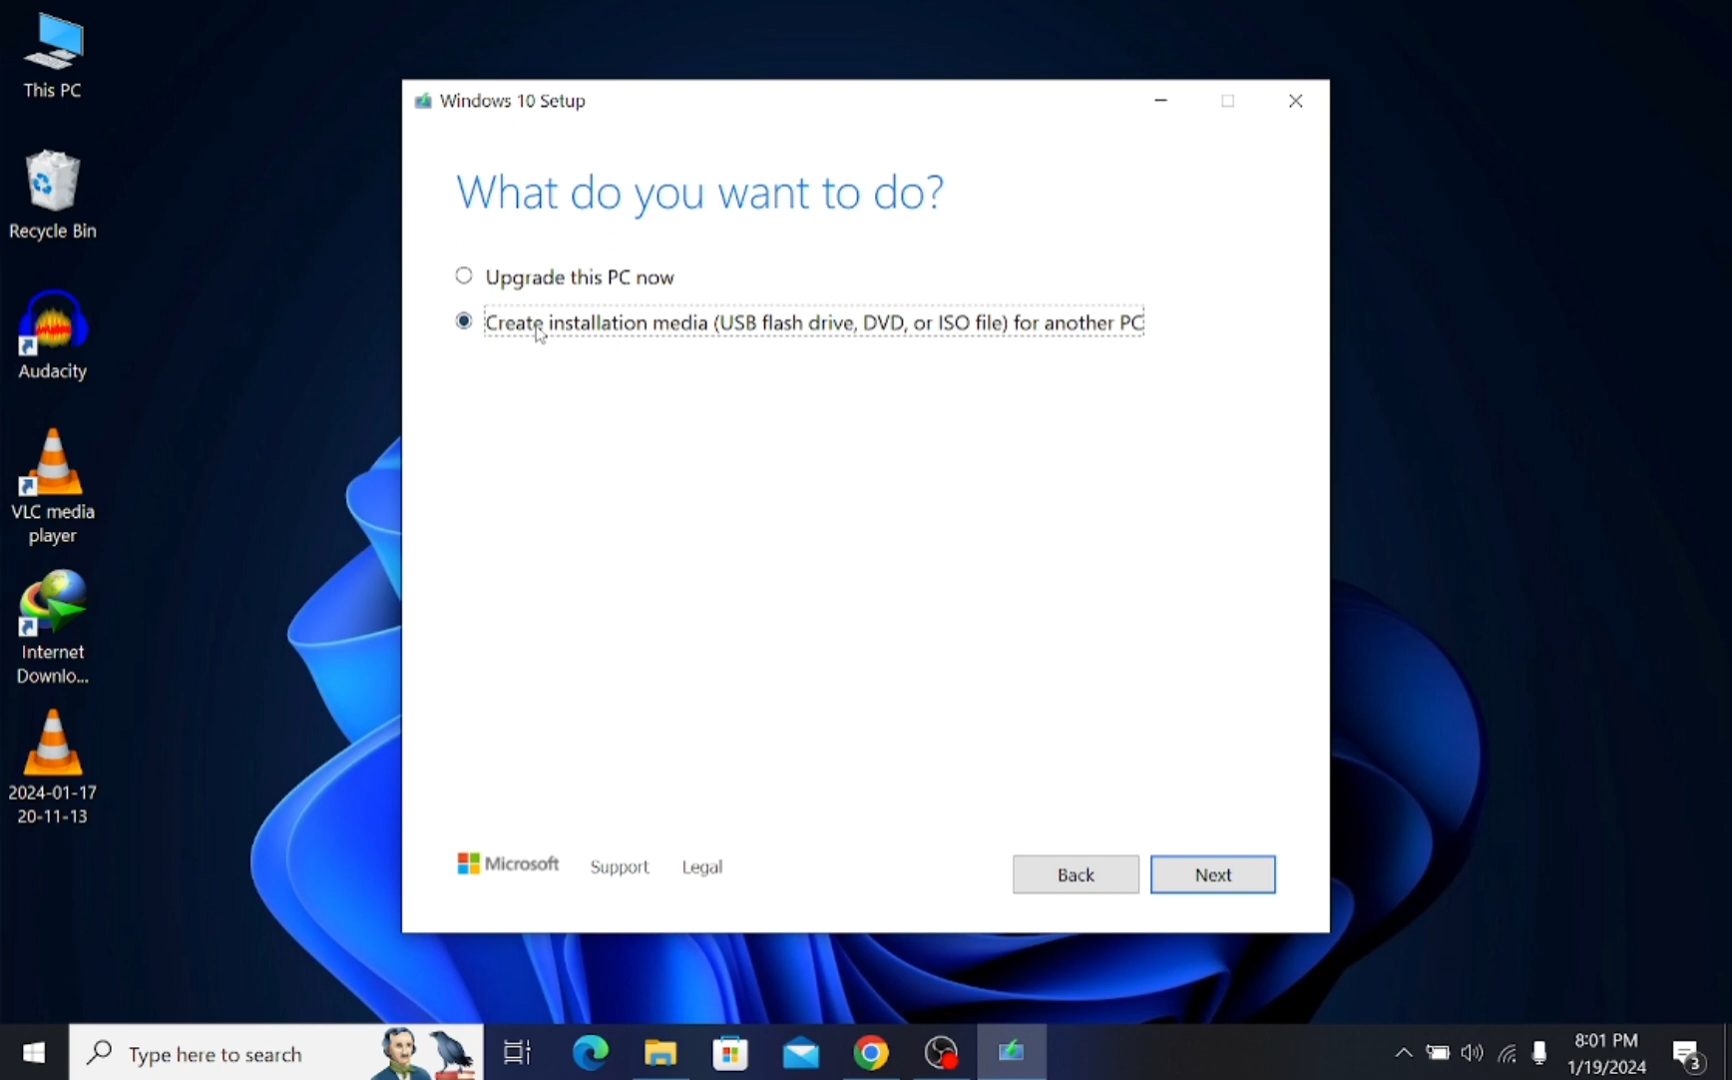 This PC
Recycle Bin
Audacity
VLC media
player
Internet
Downlo...
2024-01-17
20-11-13
Windows 10 Setup
What do you want to do?
Upgrade this PC now
Create installation media (USB flash drive, DVD, or ISO file) for another PC
Microsoft
Support
Legal
Back
Next
Type here to search
8:01 PM
1/19/2024
3